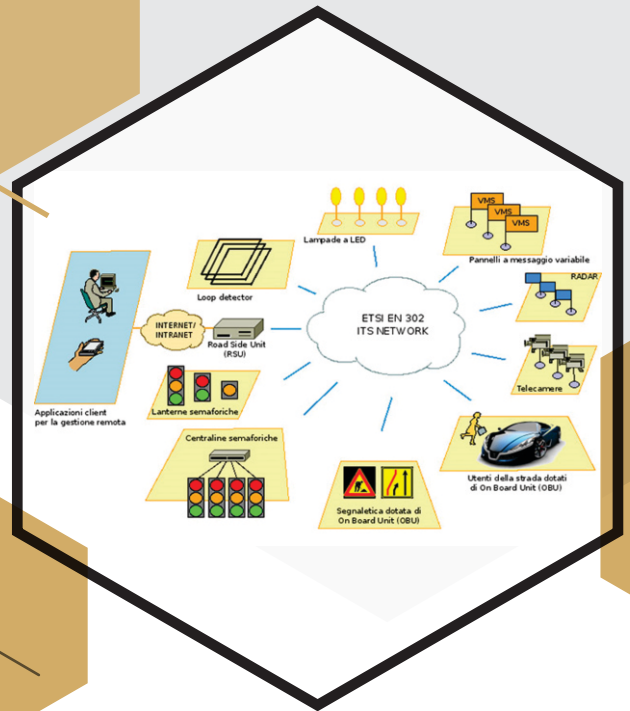 Lampade a LED
VMS
VMS
VMS
Pannelli a messaggio variabile
Loop detector
RADAR
INTERNET/
INTRANET
Road Side Unit
(RSU)
ETSI EN 302
ITS NETWORK
Telecamere
Applicazioni client
per la gestione remota
Lanterne semaforiche
Centraline semaforiche
Utenti della strada dotati
di On Board Unit (OBU)
Segnaletica dotata di
On Board Unit (OBU)